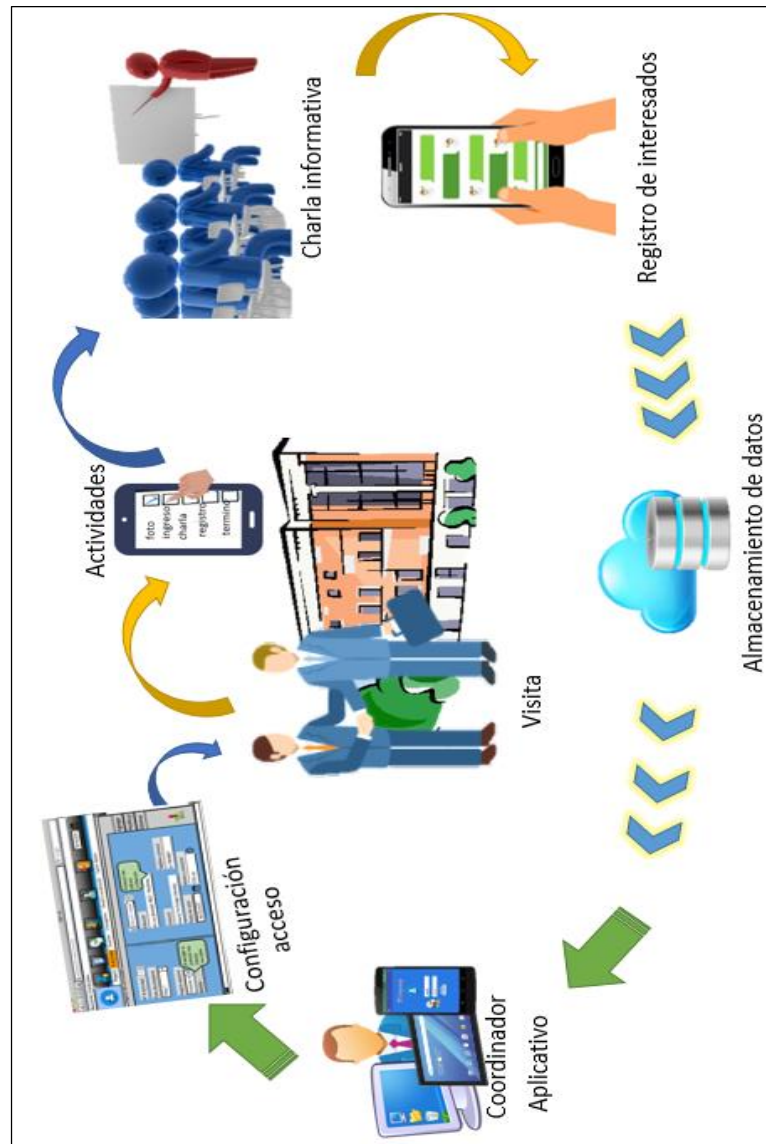 Coordinador
Aplicativo
Configuración
acceso
Visita
Actividades
foto
ingreso
charla
registro
termino
Charla informativa
Registro de interesados
Almacenamiento de datos